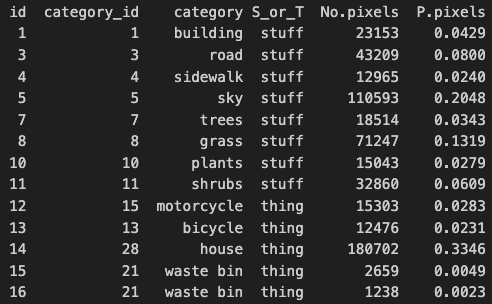 id category_id category S_or_T No.pixels P.pixels
1 1 building stuff 23153 0.0429
3 3 road stuff 43209 0.0800
4 4 sidewalk stuff 12965 0.0240
5 5 sky stuff 110593 0.2048
7 7 trees stuff 18514 0.0343
8 8 grass stuff 71247 0.1319
10 10 plants stuff 15043 0.0279
11 11 shrubs stuff 32860 0.0609
12 15 motorcycle thing 15303 0.0283
13 13 bicycle thing 12476 0.0231
14 28 house thing 180702 0.3346
15 21 waste bin thing 2659 0.0049
16 21 waste bin thing 1238 0.0023